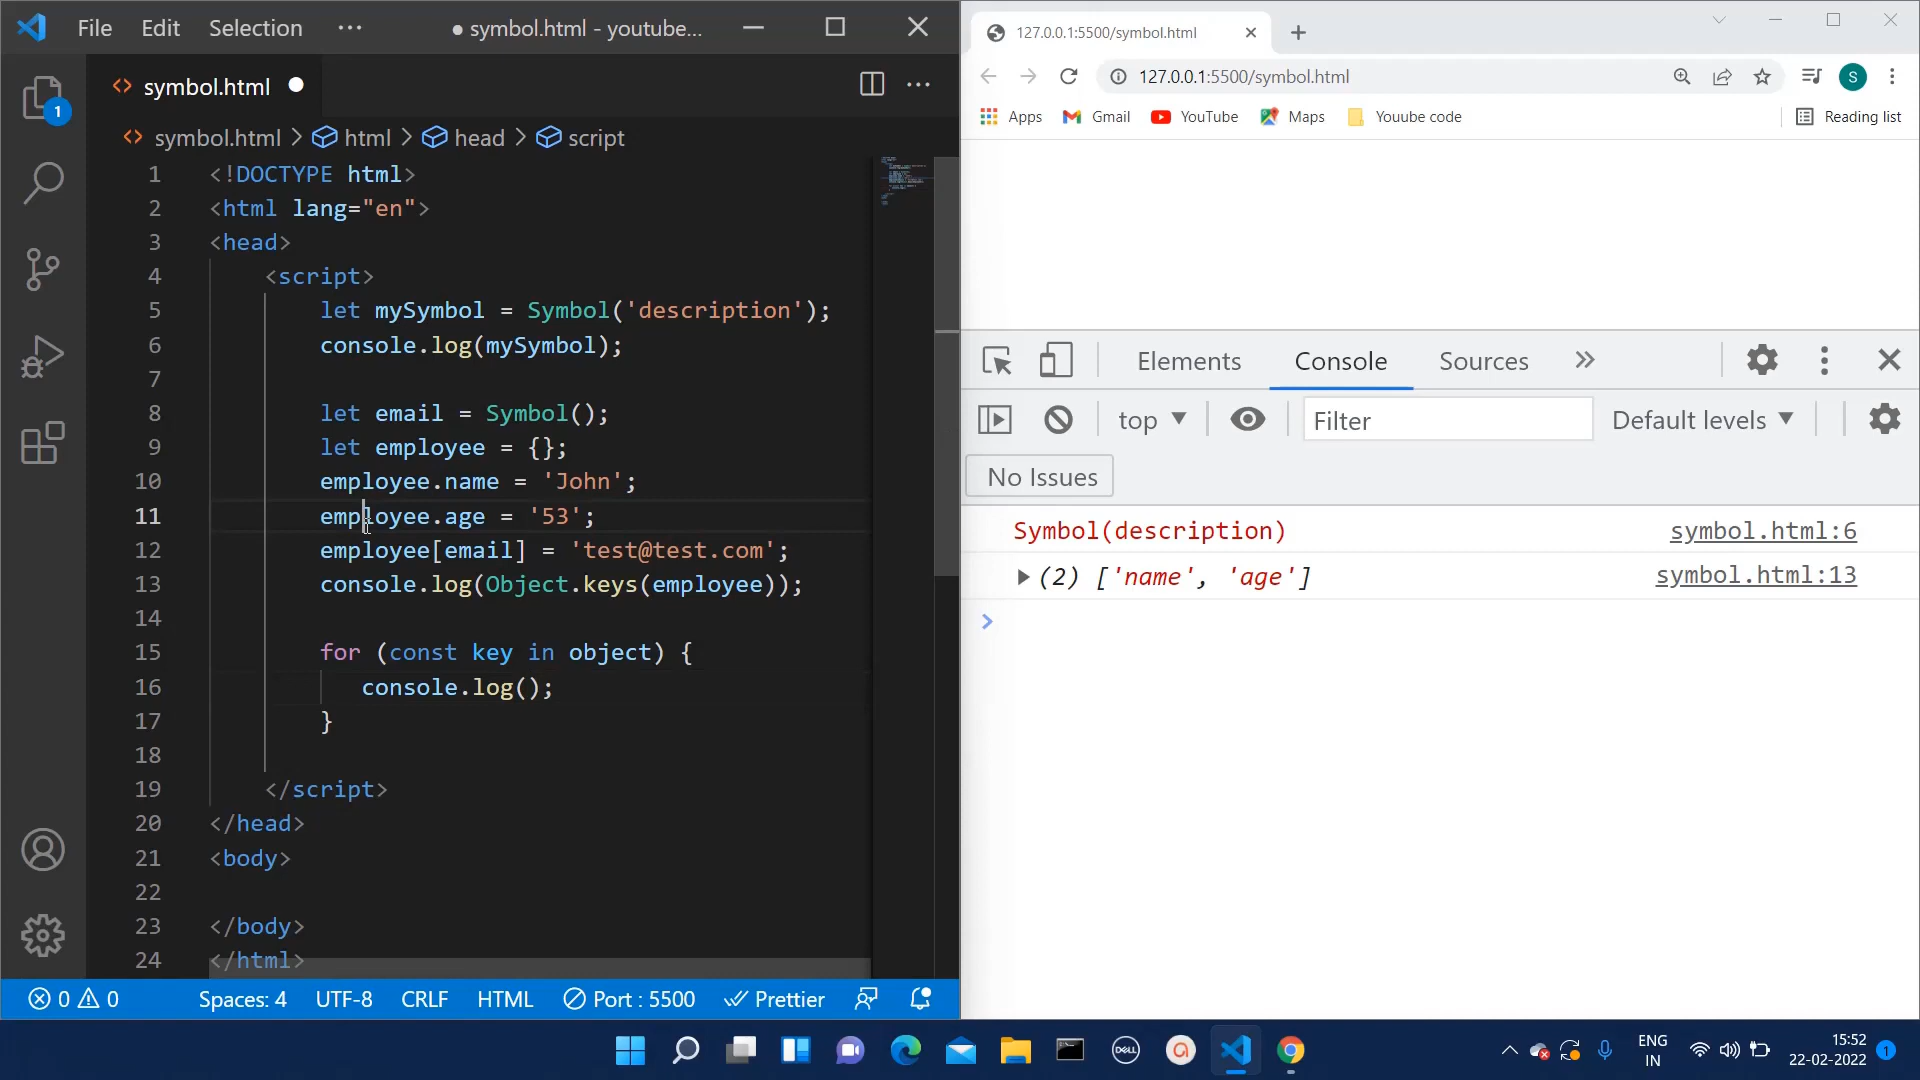 File Edit Selection ··· ● symbol.html - youtube...
symbol.html
1
symbol.html > html > head > script
1 <!DOCTYPE html>
2 <html lang="en">
3 <head>
4 <script>
5 let mySymbol = Symbol('description');
6 console.log(mySymbol);
7
8 let email = Symbol();
9 let employee = {};
10 employee.name = 'John';
11 employee.age = '53';
12 employee[email] = 'test@test.com';
13 console.log(Object.keys(employee));
14
15 for (const key in object) {
16 console.log();
17 }
18
19 </script>
20 </head>
21 <body>
22
23 </body>
24 </html>
0 0 Spaces: 4 UTF-8 CRLF HTML Port : 5500 Prettier
127.0.0.1:5500/symbol.html
127.0.0.1:5500/symbol.html S
Apps Gmail YouTube Maps Youube code Reading list
Elements Console Sources »
top Filter Default levels
No Issues
Symbol(description) symbol.html:6
(2) ['name', 'age'] symbol.html:13
>
DELL
ENG
IN
15:52
22-02-2022
1